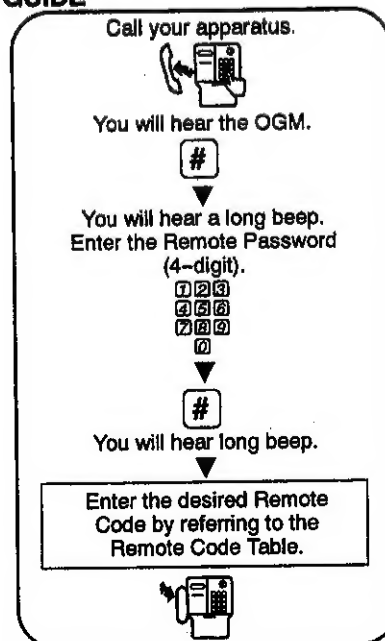 GUIDE
Call your apparatus.
You will hear the OGM.
#
You will hear a long beep.
Enter the Remote Password
(4-digit).
1 2 3
4 5 6
7 8 9
0
#
You will hear long beep.
Enter the desired Remote
Code by referring to the
Remote Code Table.